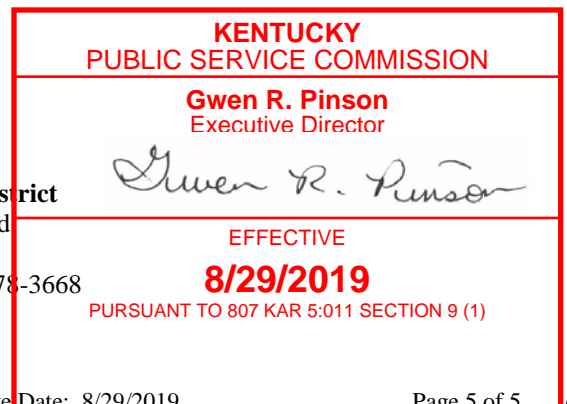 KENTUCKY
PUBLIC SERVICE COMMISSION
Gwen R. Pinson
Executive Director
Gwen R. Pinson
strict
d
EFFECTIVE
78-3668
8/29/2019
PURSUANT TO 807 KAR 5:011 SECTION 9 (1)
Date: 8/29/2019 Page 5 of 5